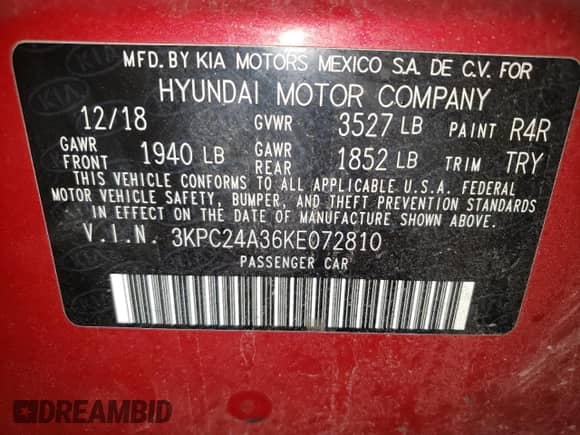 MFD. BY KIA MOTORS MEXICO S.A. DE C.V. FOR
HYUNDAI MOTOR COMPANY
12/18 GVWR 3527 LB PAINT R4R
GAWR FRONT 1940 LB GAWR REAR 1852 LB TRIM TRY
THIS VEHICLE CONFORMS TO ALL APPLICABLE U.S.A. FEDERAL
MOTOR VEHICLE SAFETY, BUMPER, AND THEFT PREVENTION STANDARDS
IN EFFECT ON THE DATE OF MANUFACTURE SHOWN ABOVE.
V.I.N. 3KPC24A36KE072810
PASSENGER CAR
DREAMBID